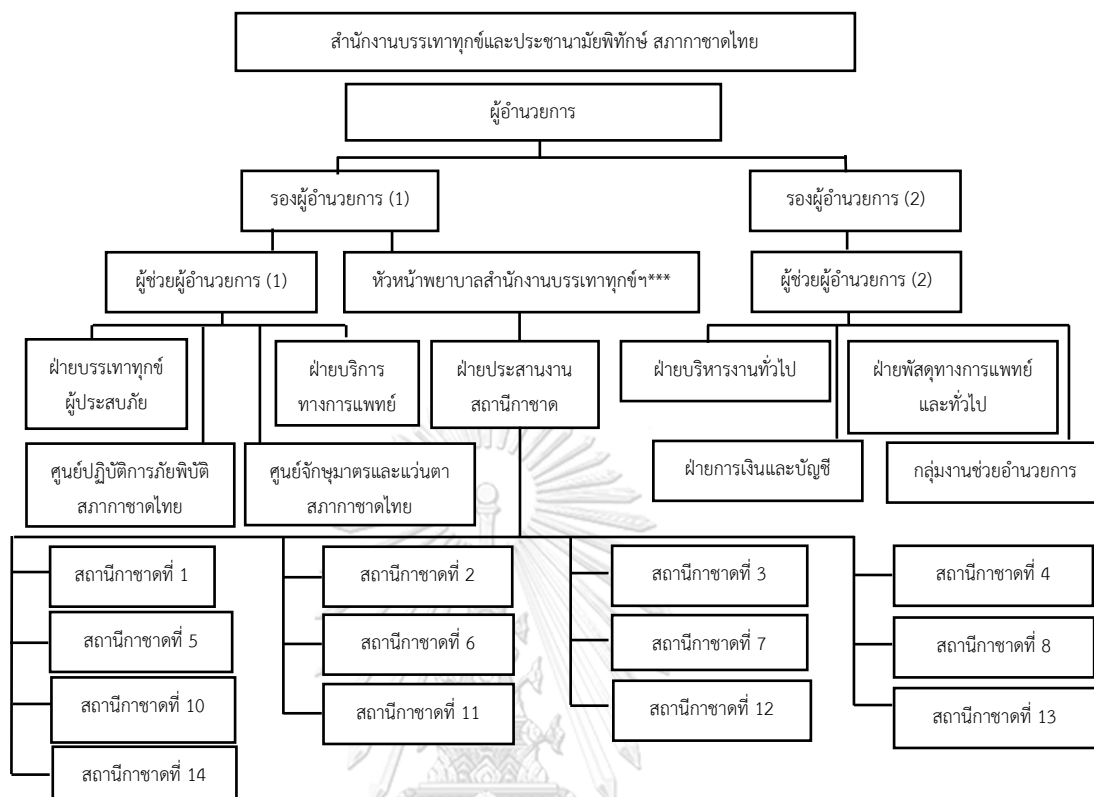 สำนักงานบรรเทาทุกข์และประชานามัยพิทักษ์ สภากาชาดไทย
ผู้อำนวยการ
รองผู้อำนวยการ (1)
รองผู้อำนวยการ (2)
ผู้ช่วยผู้อำนวยการ (1)
หัวหน้าพยาบาลสำนักงานบรรเทาทุกข์ฯ***
ผู้ช่วยผู้อำนวยการ (2)
ฝ่ายบรรเทาทุกข์
ผู้ประสบภัย
ฝ่ายบริการ
ทางการแพทย์
ฝ่ายประสานงาน
สถานีกาชาด
ฝ่ายบริหารงานทั่วไป
ฝ่ายพัสดุทางการแพทย์
และทั่วไป
ศูนย์ปฏิบัติการภัยพิบัติ
สภากาชาดไทย
ศูนย์จักษุมาตรและแว่นตา
สภากาชาดไทย
ฝ่ายการเงินและบัญชี
กลุ่มงานช่วยอำนวยการ
สถานีกาชาดที่ 1
สถานีกาชาดที่ 2
สถานีกาชาดที่ 3
สถานีกาชาดที่ 4
สถานีกาชาดที่ 5
สถานีกาชาดที่ 6
สถานีกาชาดที่ 7
สถานีกาชาดที่ 8
สถานีกาชาดที่ 10
สถานีกาชาดที่ 11
สถานีกาชาดที่ 12
สถานีกาชาดที่ 13
สถานีกาชาดที่ 14